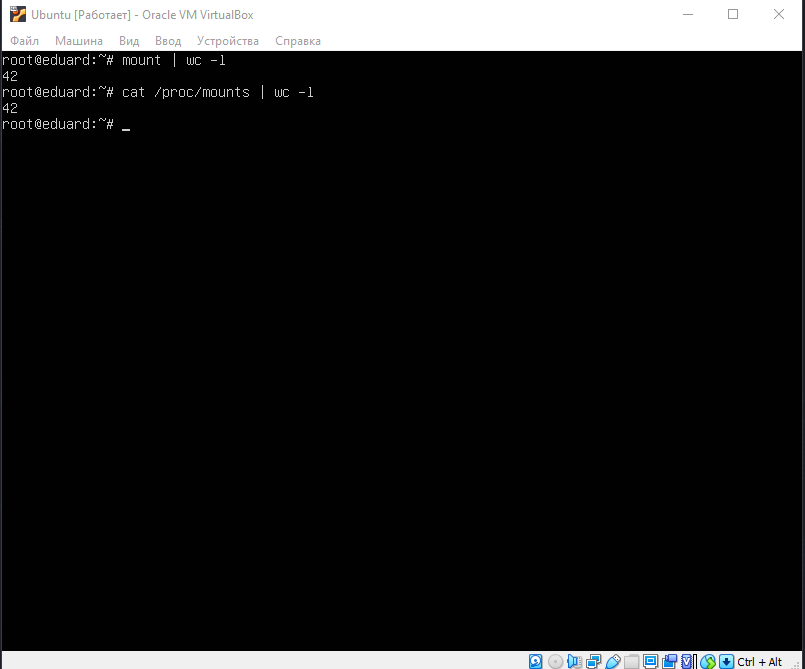 Ubuntu [Работает] - Oracle VM VirtualBox
Файл Машина Вид Ввод Устройства Справка
root@eduard:~# mount | wc -l
42
root@eduard:~# cat /proc/mounts | wc -l
42
root@eduard:~# _
Ctrl + Alt